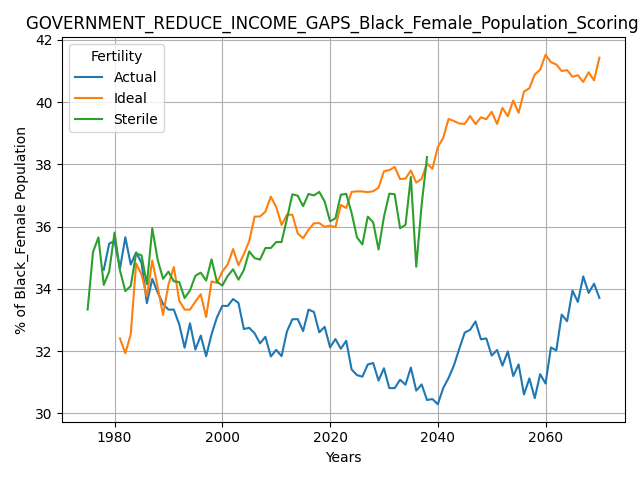 GOVERNMENT_REDUCE_INCOME_GAPS_Black_Female_Population_Scoring
Fertility
Actual
Ideal
Sterile
% of Black_Female Population
42
40
38
36
34
32
30
1980
2000
2020
2040
2060
Years